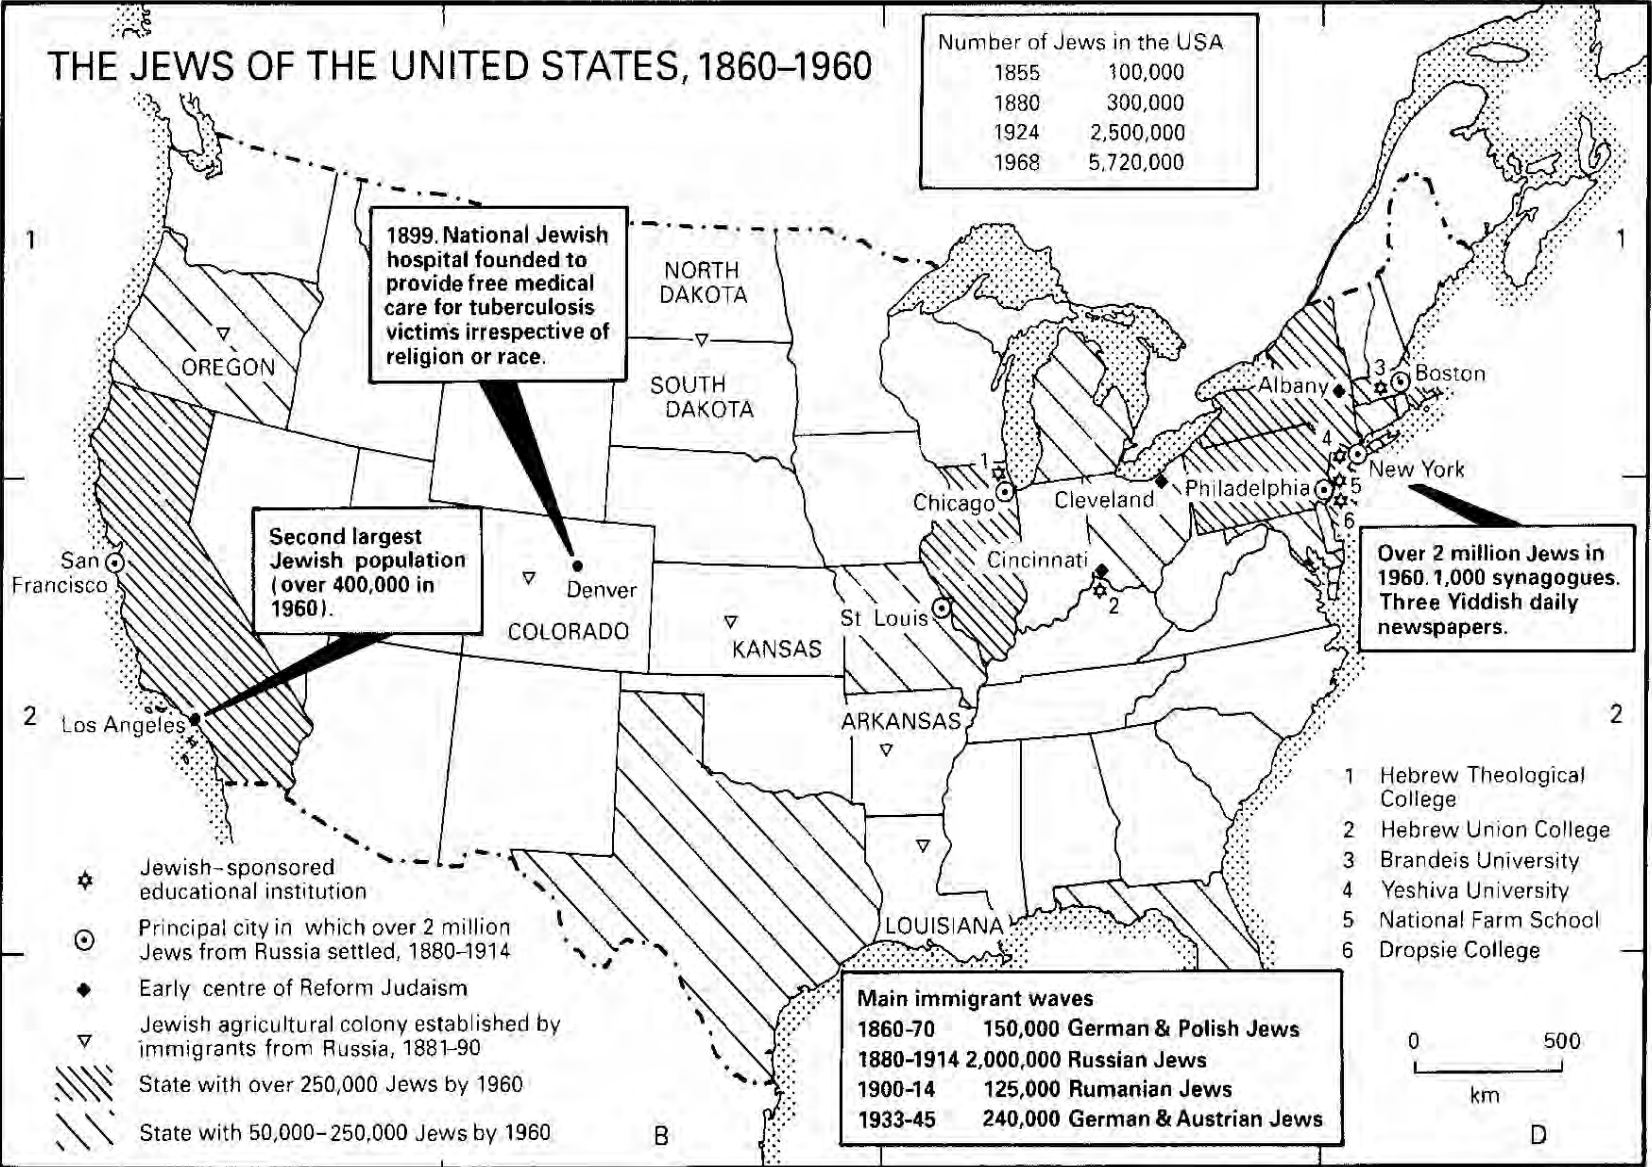 THE JEWS OF THE UNITED STATES, 1860–1960
Number of Jews in the USA
1855 100,000
1880 300,000
1924 2,500,000
1968 5,720,000
1
1
1899. National Jewish
hospital founded to
provide free medical
care for tuberculosis
victims irrespective of
religion or race.
NORTH
DAKOTA
OREGON
SOUTH
DAKOTA
Albany
3
Boston
4
New York
1
Chicago
Cleveland
Philadelphia
5
6
Second largest
Jewish population
(over 400,000 in
1960).
San
Francisco
Denver
COLORADO
KANSAS
Cincinnati
2
St Louis
Over 2 million Jews in
1960. 1,000 synagogues.
Three Yiddish daily
newspapers.
2
Los Angeles
ARKANSAS
2
LOUISIANA
1 Hebrew Theological
College
2 Hebrew Union College
3 Brandeis University
4 Yeshiva University
5 National Farm School
6 Dropsie College
Jewish-sponsored
educational institution
Principal city in which over 2 million
Jews from Russia settled, 1880–1914
Early centre of Reform Judaism
Jewish agricultural colony established by
immigrants from Russia, 1881–90
State with over 250,000 Jews by 1960
State with 50,000–250,000 Jews by 1960
Main immigrant waves
1860-70 150,000 German & Polish Jews
1880-1914 2,000,000 Russian Jews
1900-14 125,000 Rumanian Jews
1933-45 240,000 German & Austrian Jews
0 500
km
B
D